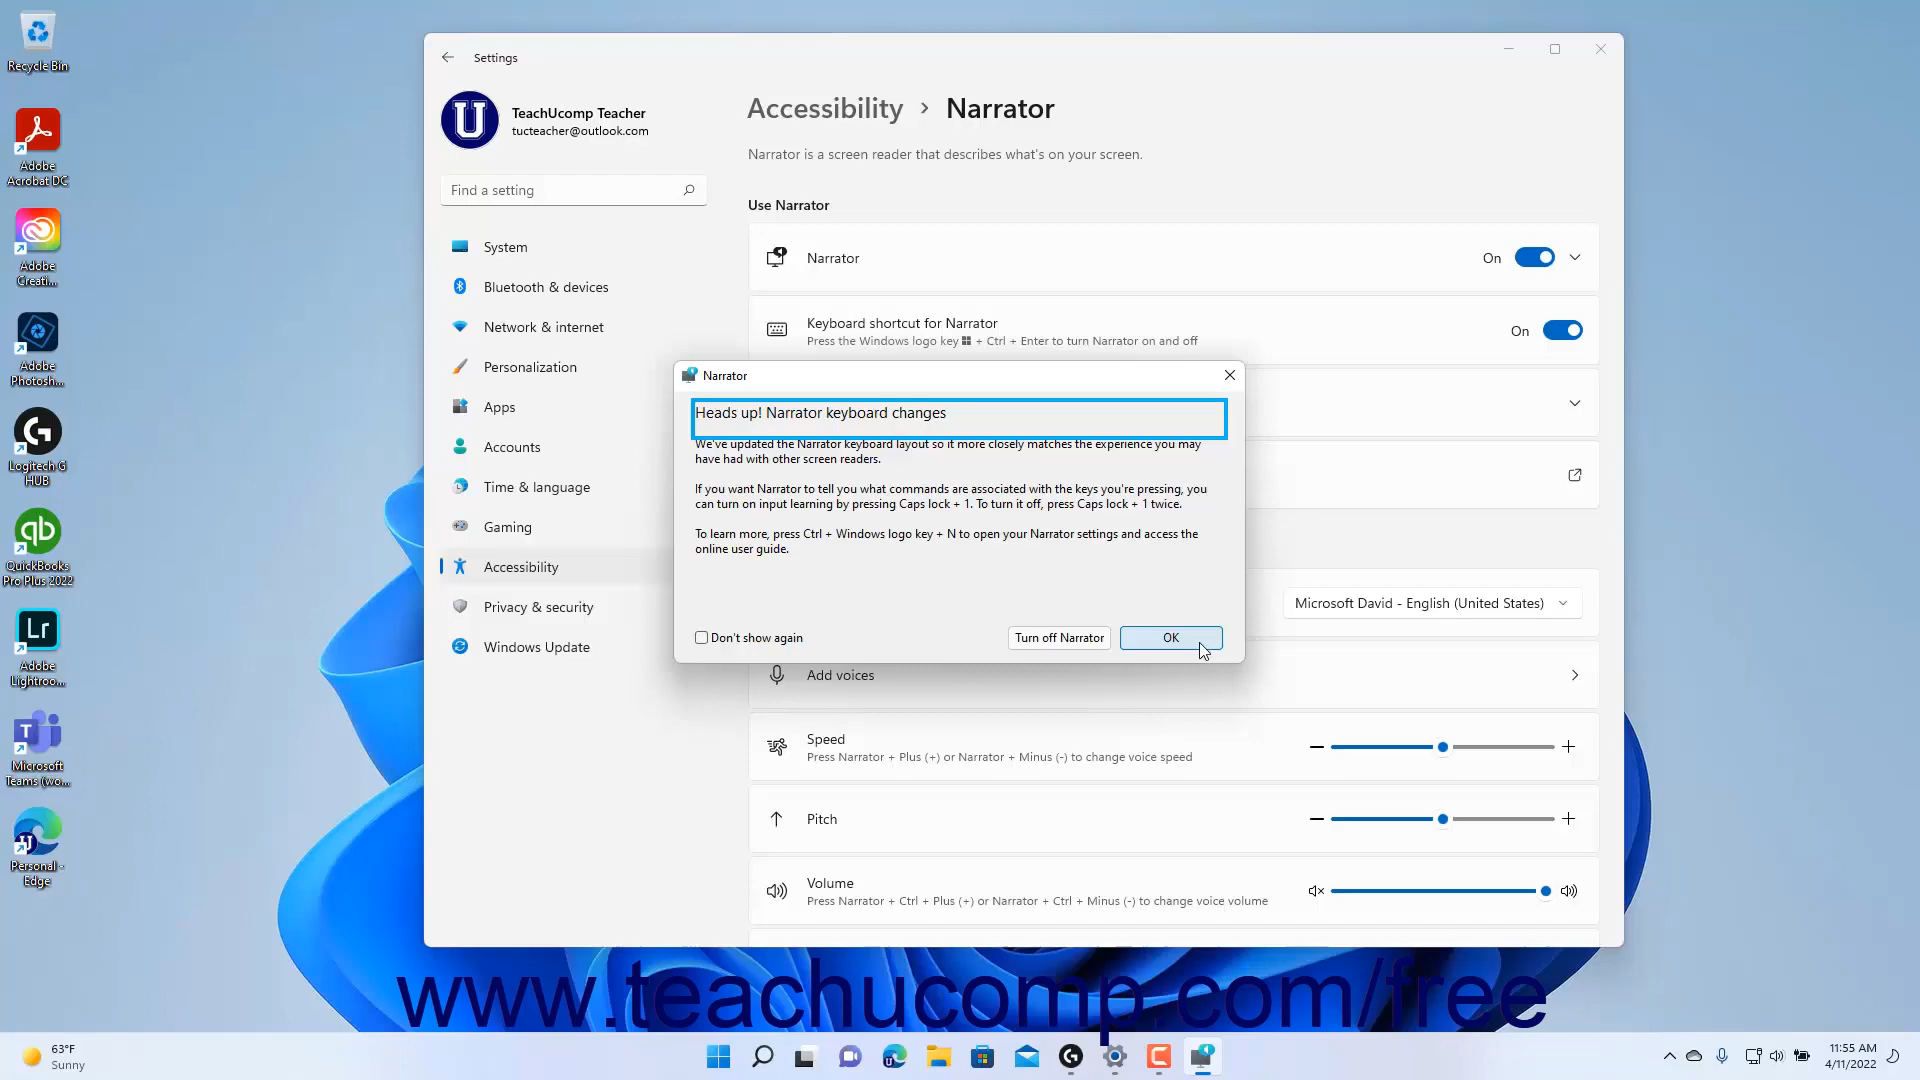 Recycle Bin
Adobe
Acrobat DC
Adobe
Creati...
Adobe
Photosh...
Logitech G
HUB
QuickBooks
Pro Plus 2022
Adobe
Lightroo...
Microsoft
Teams (wo...
Personal -
Edge
Settings
TeachUcomp Teacher
tucteacher@outlook.com
Find a setting
System
Bluetooth & devices
Network & internet
Personalization
Apps
Accounts
Time & language
Gaming
Accessibility
Privacy & security
Windows Update
Accessibility › Narrator
Narrator is a screen reader that describes what's on your screen.
Use Narrator
Narrator
On
Keyboard shortcut for Narrator
Press the Windows logo key + Ctrl + Enter to turn Narrator on and off
On
Narrator
Heads up! Narrator keyboard changes
We've updated the Narrator keyboard layout so it more closely matches the experience you may
have had with other screen readers.
If you want Narrator to tell you what commands are associated with the keys you're pressing, you
can turn on input learning by pressing Caps lock + 1. To turn it off, press Caps lock + 1 twice.
To learn more, press Ctrl + Windows logo key + N to open your Narrator settings and access the
online user guide.
Don't show again
Turn off Narrator
OK
Microsoft David - English (United States)
Add voices
Speed
Press Narrator + Plus (+) or Narrator + Minus (-) to change voice speed
Pitch
Volume
Press Narrator + Ctrl + Plus (+) or Narrator + Ctrl + Minus (-) to change voice volume
www.teachucomp.com/free
63°F
Sunny
11:55 AM
4/11/2022